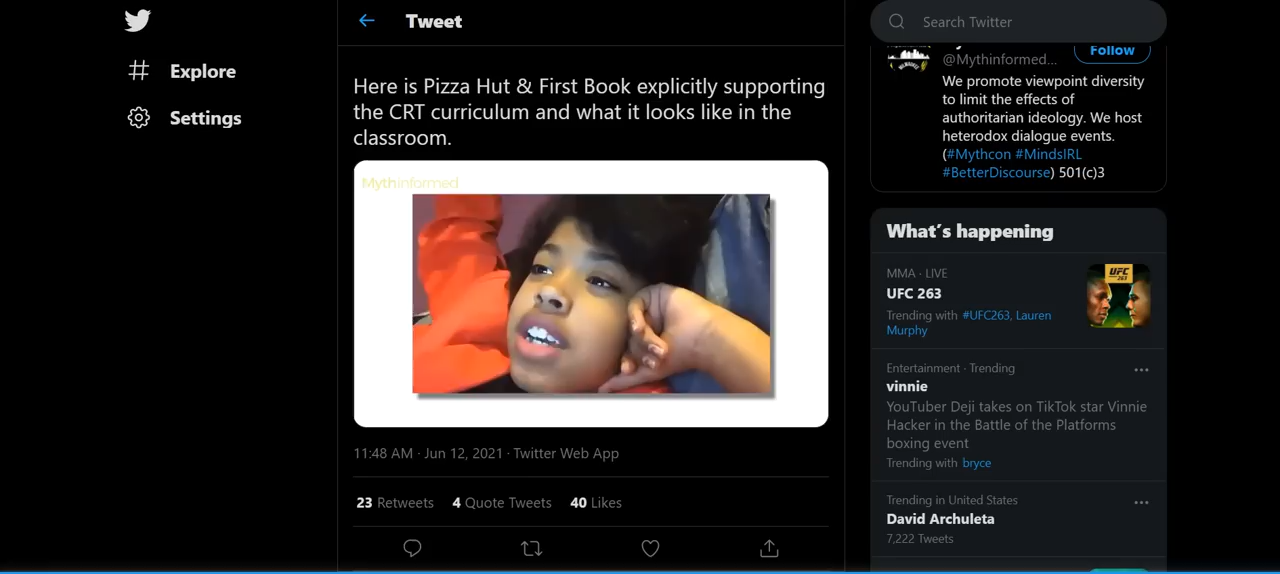 Tweet
Search Twitter
Explore
Settings
Here is Pizza Hut & First Book explicitly supporting
the CRT curriculum and what it looks like in the
classroom.
Mythinformed
11:48 AM · Jun 12, 2021 · Twitter Web App
23 Retweets 4 Quote Tweets 40 Likes
@Mythinformed...
Follow
We promote viewpoint diversity
to limit the effects of
authoritarian ideology. We host
heterodox dialogue events.
(#Mythcon #MindsIRL
#BetterDiscourse) 501(c)3
What's happening
MMA · LIVE
UFC 263
Trending with #UFC263, Lauren
Murphy
UFC
263
Entertainment · Trending
vinnie
YouTuber Deji takes on TikTok star Vinnie
Hacker in the Battle of the Platforms
boxing event
Trending with bryce
Trending in United States
David Archuleta
7,222 Tweets